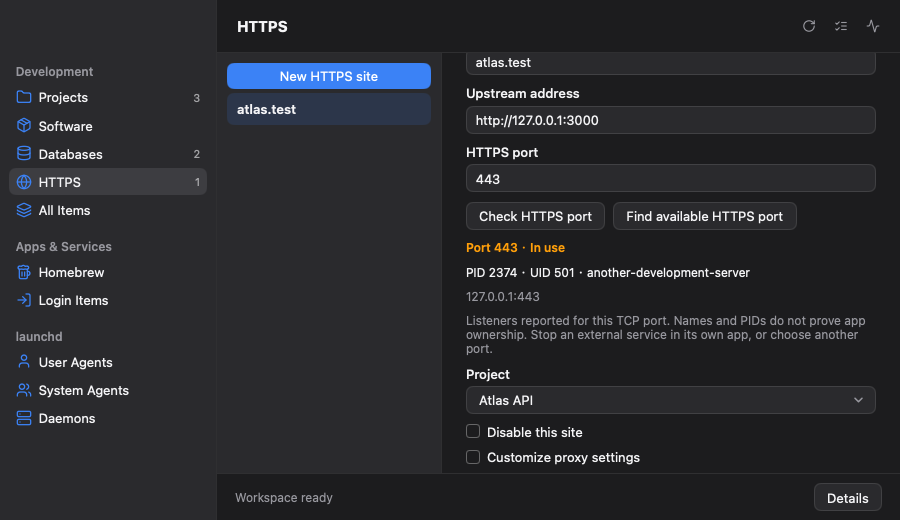 HTTPS
Development
Projects 3
Software
Databases 2
HTTPS 1
All Items
Apps & Services
Homebrew
Login Items
launchd
User Agents
System Agents
Daemons
New HTTPS site
atlas.test
atlas.test
Upstream address
http://127.0.0.1:3000
HTTPS port
443
Check HTTPS port
Find available HTTPS port
Port 443 · In use
PID 2374 · UID 501 · another-development-server
127.0.0.1:443
Listeners reported for this TCP port. Names and PIDs do not prove app
ownership. Stop an external service in its own app, or choose another
port.
Project
Atlas API
Disable this site
Customize proxy settings
Workspace ready
Details